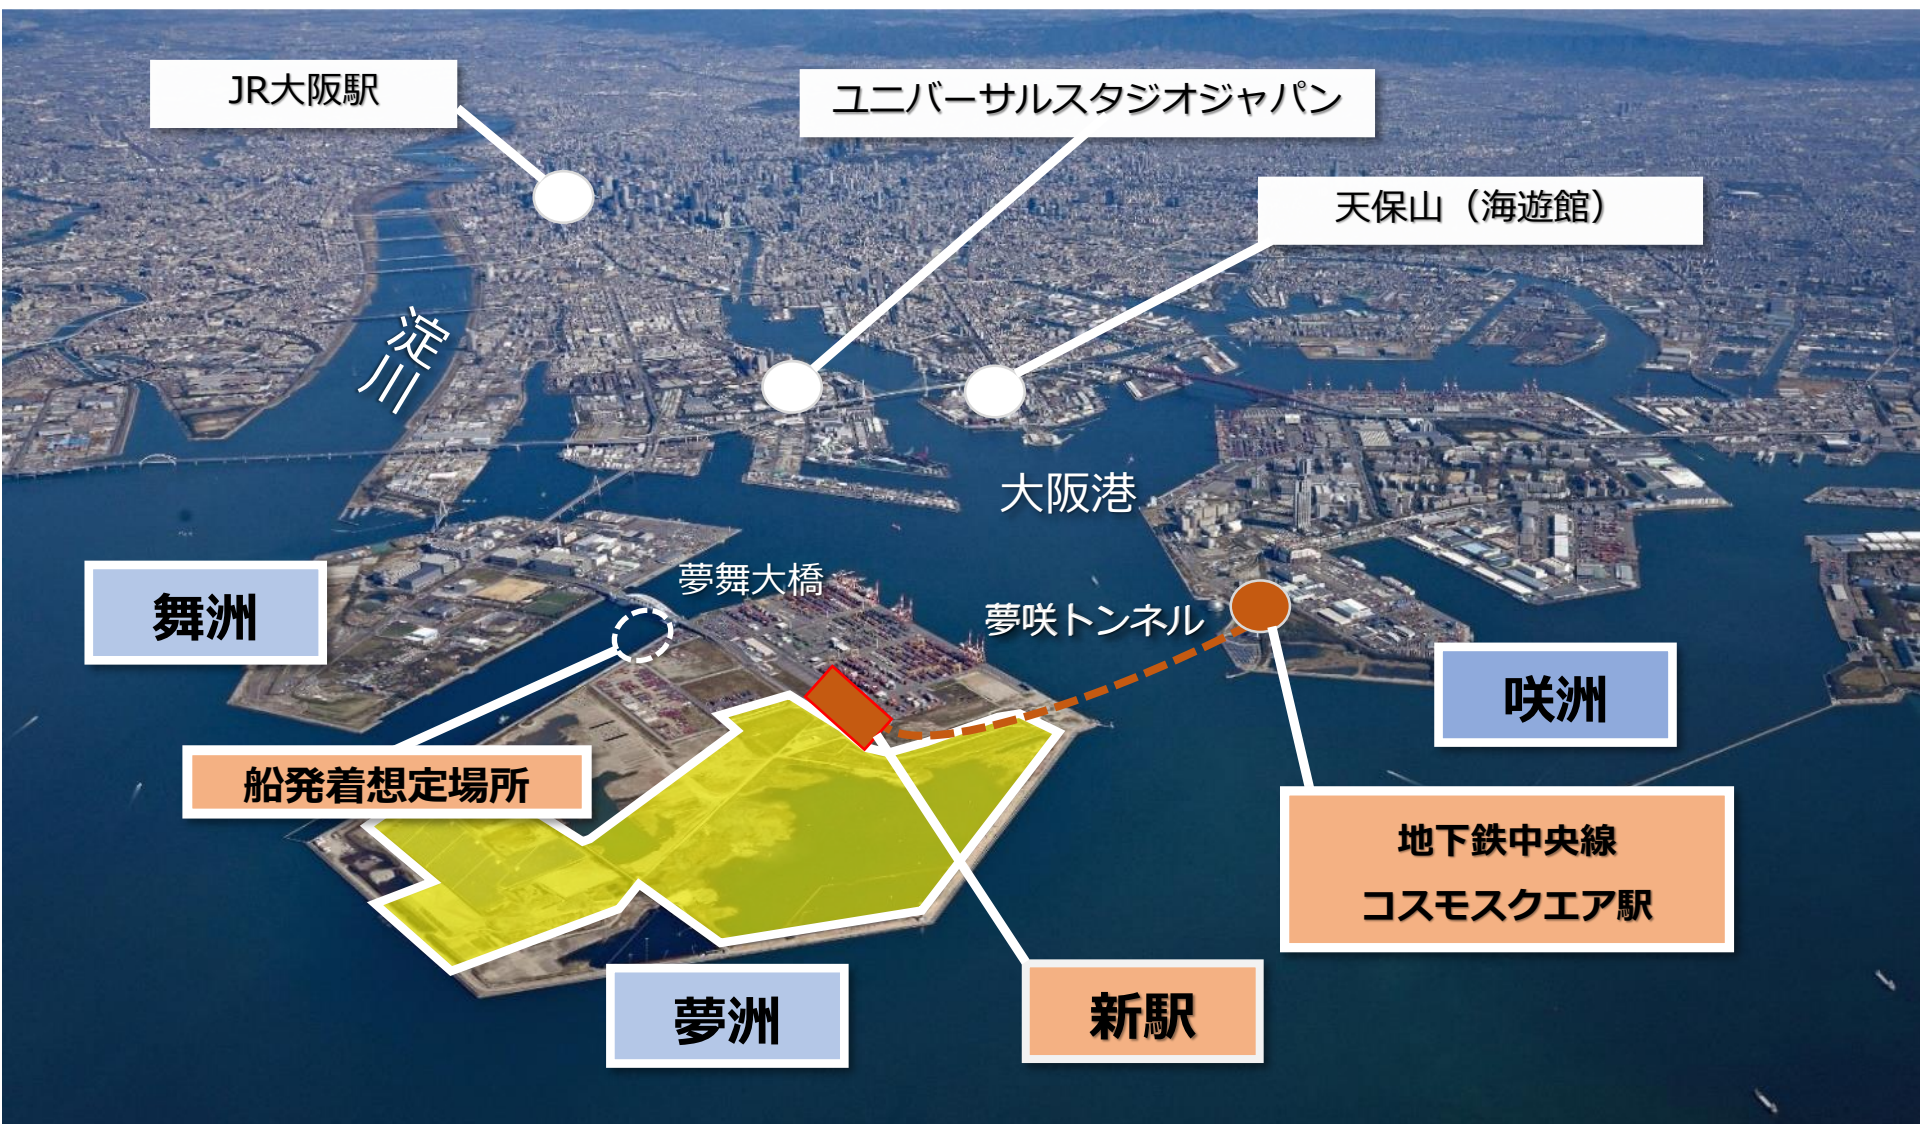 JR大阪駅
ユニバーサルスタジオジャパン
天保山（海遊館）
淀川
大阪港
夢舞大橋
舞洲
夢咲トンネル
咲洲
船発着想定場所
地下鉄中央線
コスモスクエア駅
夢洲
新駅